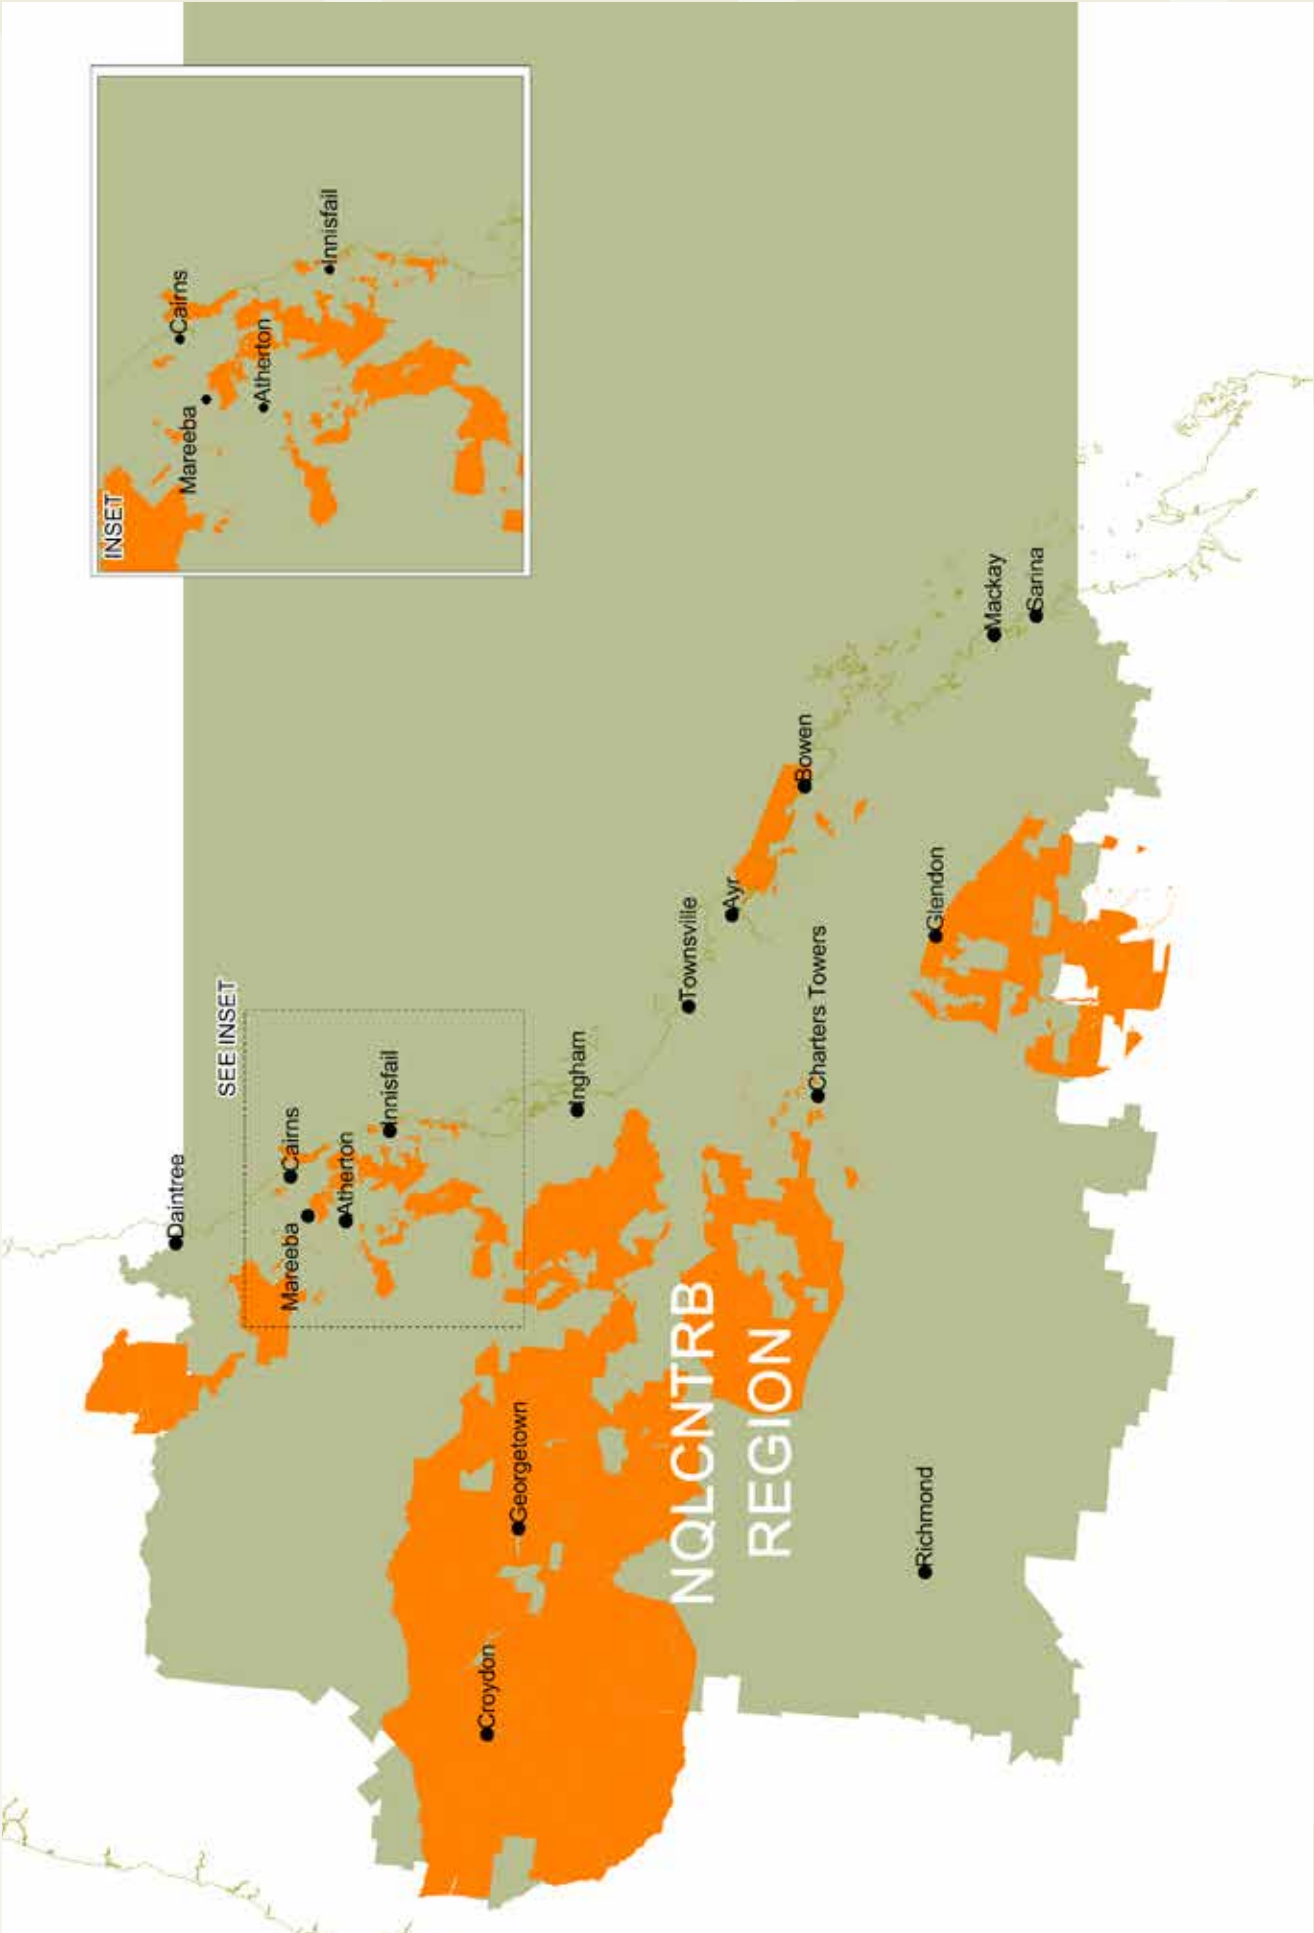 INSET
Cairns
Innisfail
Mareeba
Atherton
SEE INSET
Daintree
Cairns
Innisfail
Mareeba
Atherton
Ingham
Townsville
Ayr
Bowen
Charters Towers
Mackay
Sarina
Glendon
Georgetown
Croydon
Richmond
NQLCNTRB
REGION